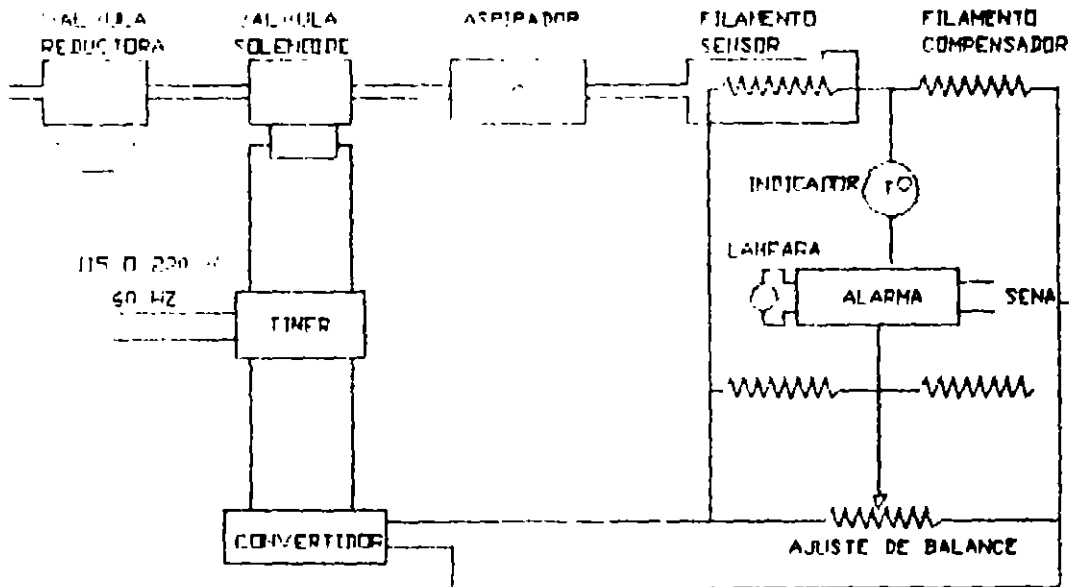 VALVULA
REDUCTORA
VALVULA
SOLENOIDE
ASPIRADOR
FILAMENTO
SENSOR
FILAMENTO
COMPENSADOR
INDICADOR
LAMPARA
ALARMA
SENAL
115 O 220 V
60 HZ
TIMER
CONVERTIDOR
AJUSTE DE BALANCE